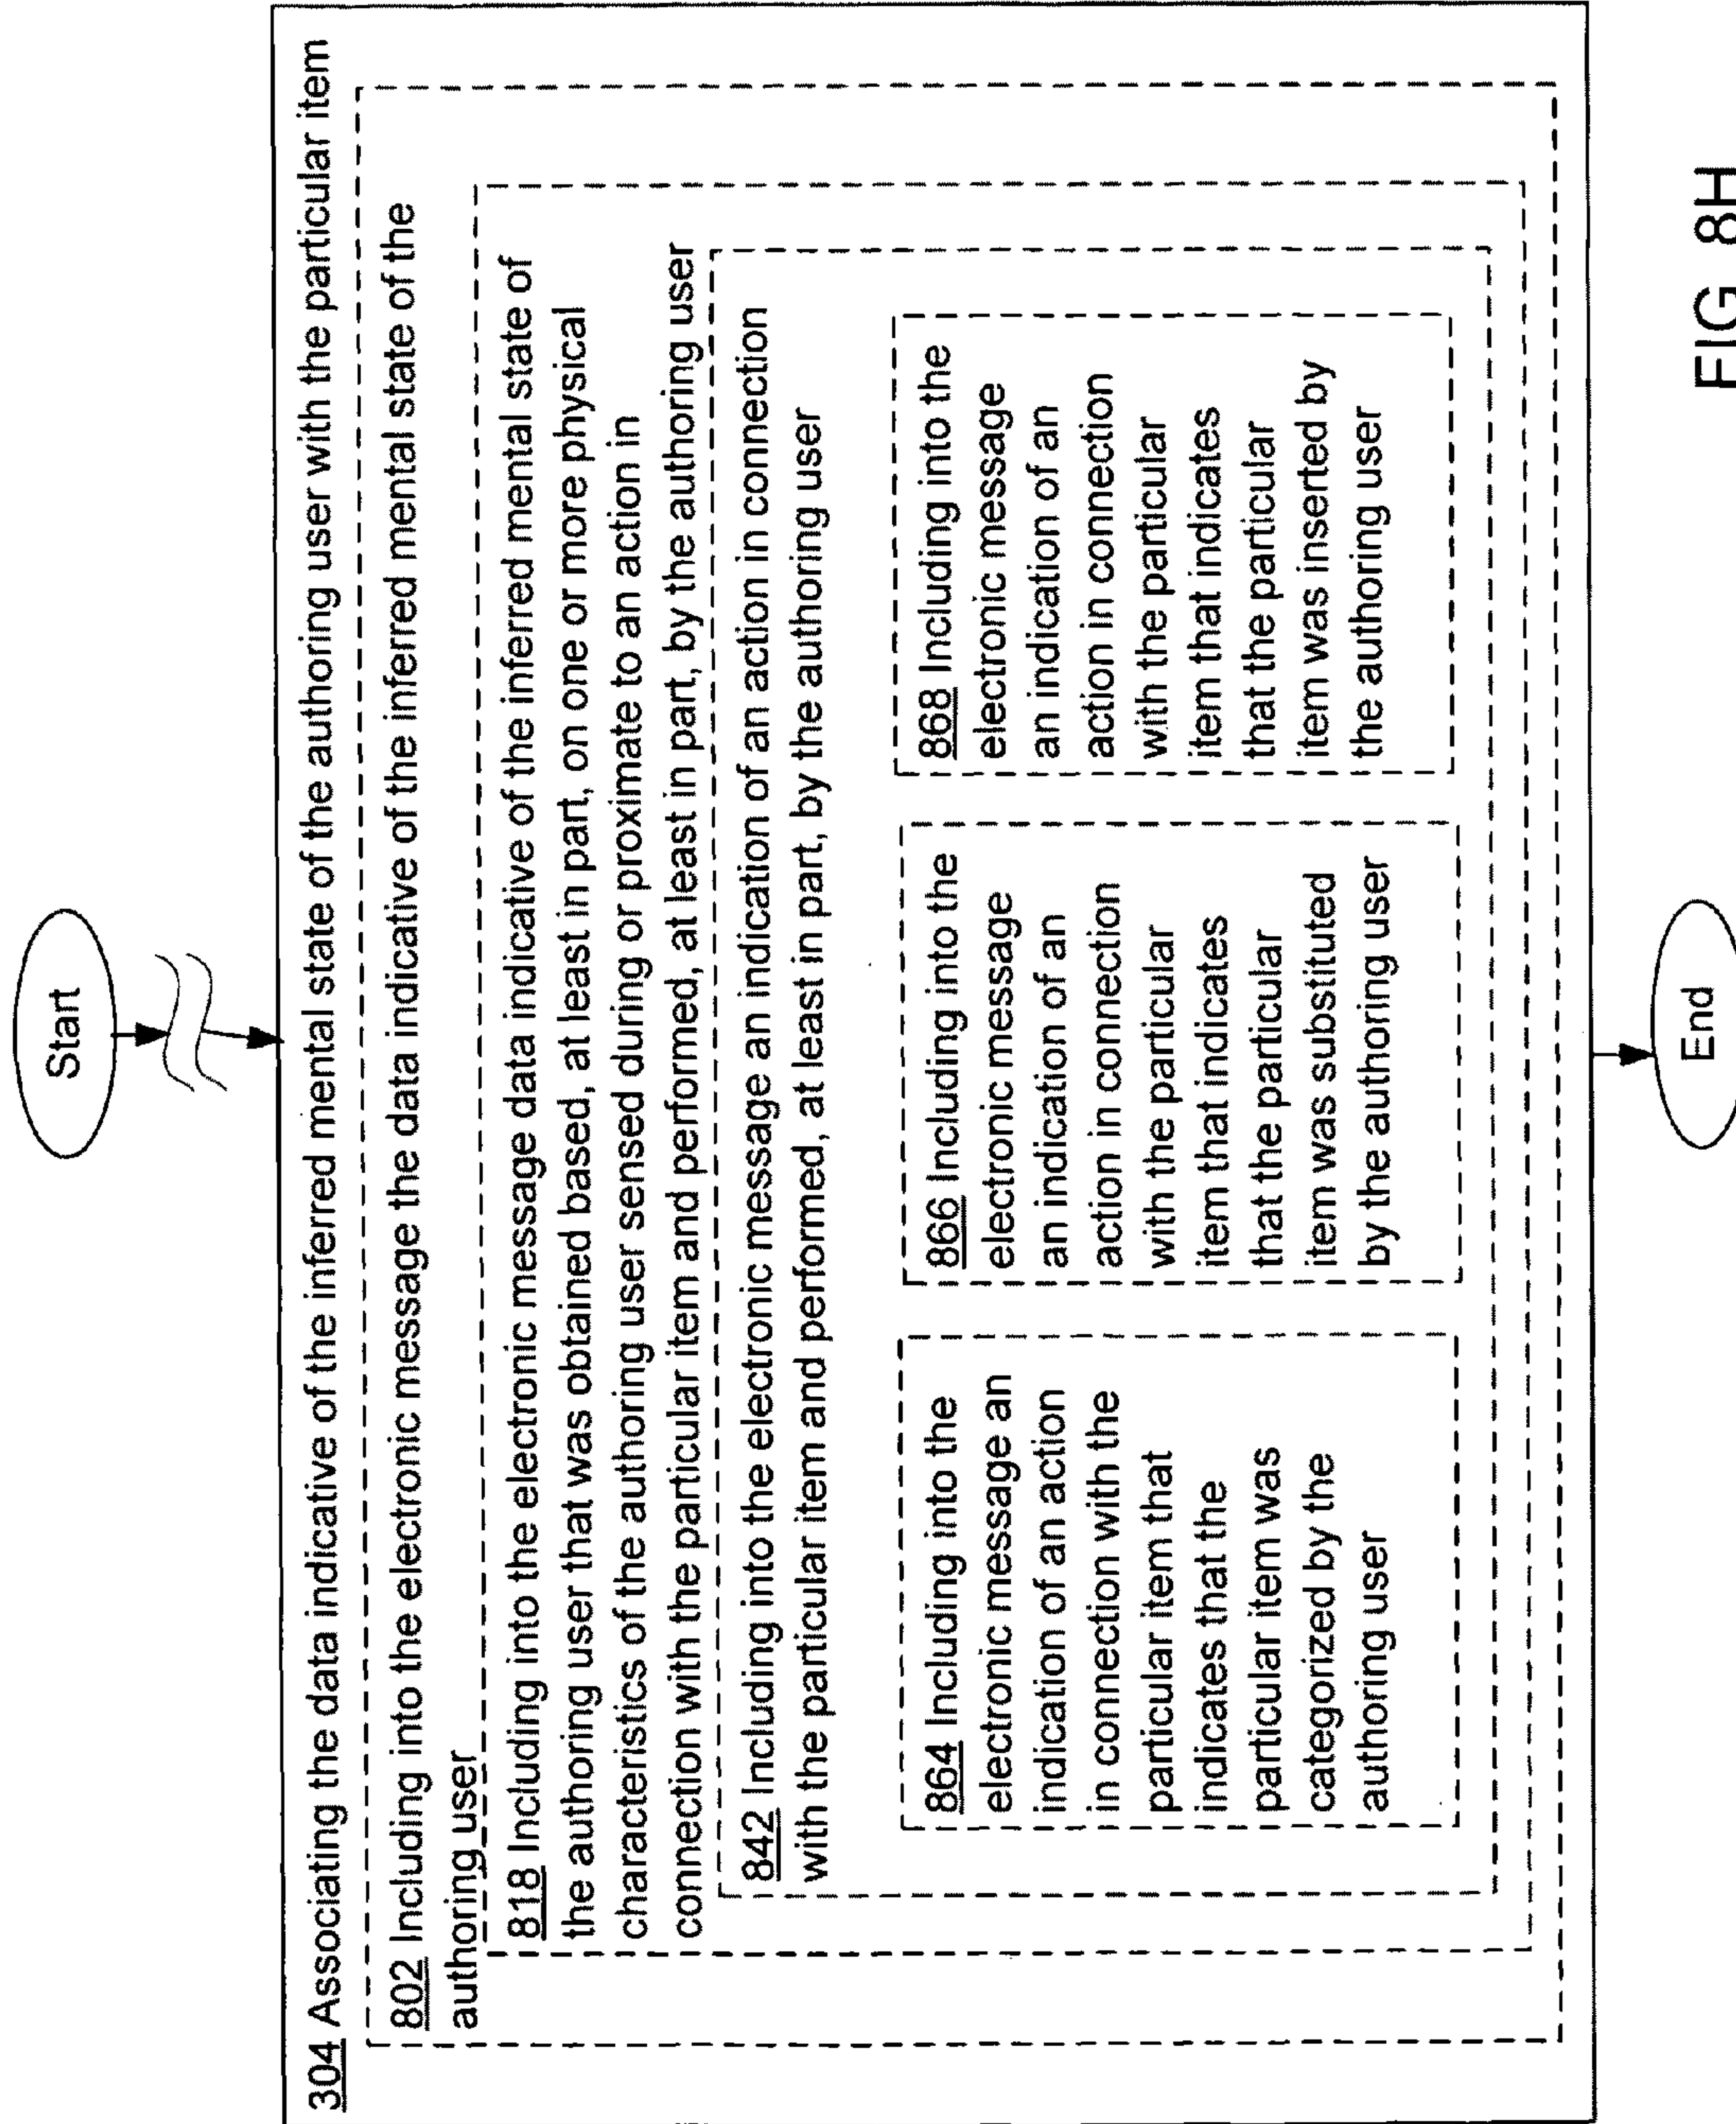 Start
304 Associating the data indicative of the inferred mental state of the authoring user with the particular item
802 Including into the electronic message the data indicative of the inferred mental state of the
authoring user
818 Including into the electronic message data indicative of the inferred mental state of
the authoring user that was obtained based, at least in part, on one or more physical
characteristics of the authoring user sensed during or proximate to an action in
connection with the particular item and performed, at least in part, by the authoring user
842 Including into the electronic message an indication of an action in connection
with the particular item and performed, at least in part, by the authoring user
864 Including into the
electronic message an
indication of an action
in connection with the
particular item that
indicates that the
particular item was
categorized by the
authoring user
866 Including into the
electronic message
an indication of an
action in connection
with the particular
item that indicates
that the particular
item was substituted
by the authoring user
868 Including into the
electronic message
an indication of an
action in connection
with the particular
item that indicates
that the particular
item was inserted by
the authoring user
End
FIG. 8H